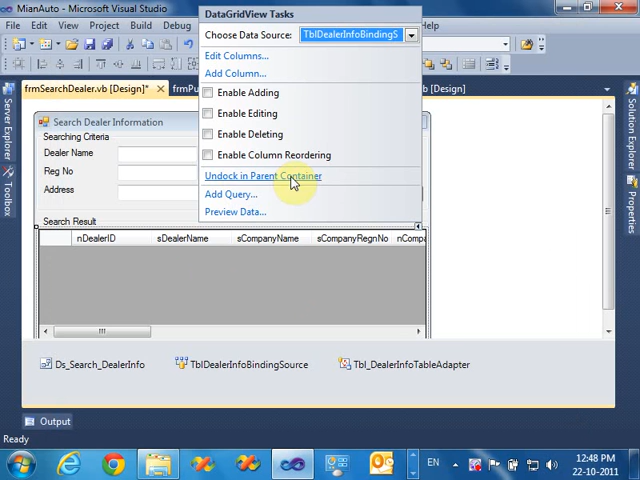 MianAuto - Microsoft Visual Studio
File Edit View Project Build Debug
frmSearchDealer.vb [Design]*
frmPu
[Design]
Server Explorer
Toolbox
Solution Explorer
Properties
DataGridView Tasks
Choose Data Source: TblDealerInfoBindingS
Edit Columns...
Add Column...
Enable Adding
Enable Editing
Enable Deleting
Enable Column Reordering
Undock in Parent Container
Add Query...
Preview Data...
Search Dealer Information
Searching Criteria
Dealer Name
Reg No
Address
Search Result
nDealerID sDealerName sCompanyName sCompanyRegnNo nCompa
Ds_Search_DealerInfo TblDealerInfoBindingSource Tbl_DealerInfoTableAdapter
Output
Ready
EN
12:48 PM
22-10-2011